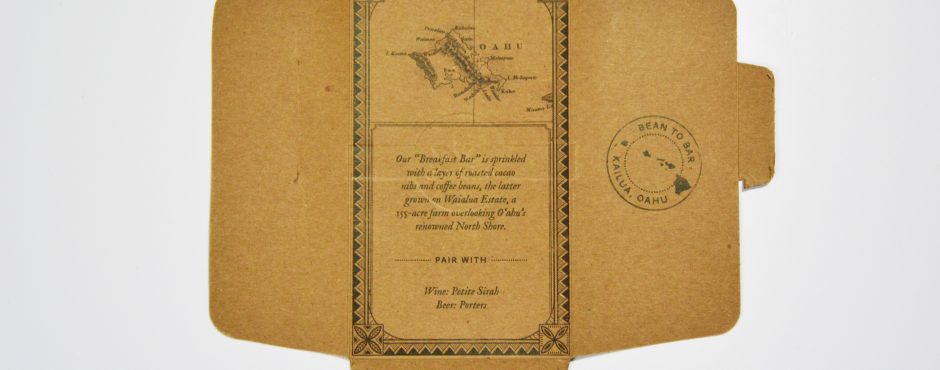 OAHU
Our "Breakfast Bar" is sprinkled
with a layer of roasted cacao
nibs and coffee beans, the latter
grown on Waialua Estate, a
155-acre farm overlooking O'ahu's
renowned North Shore.
PAIR WITH
Wine: Petite Sirah
Beer: Porters
BEAN TO BAR
KAILUA, OAHU